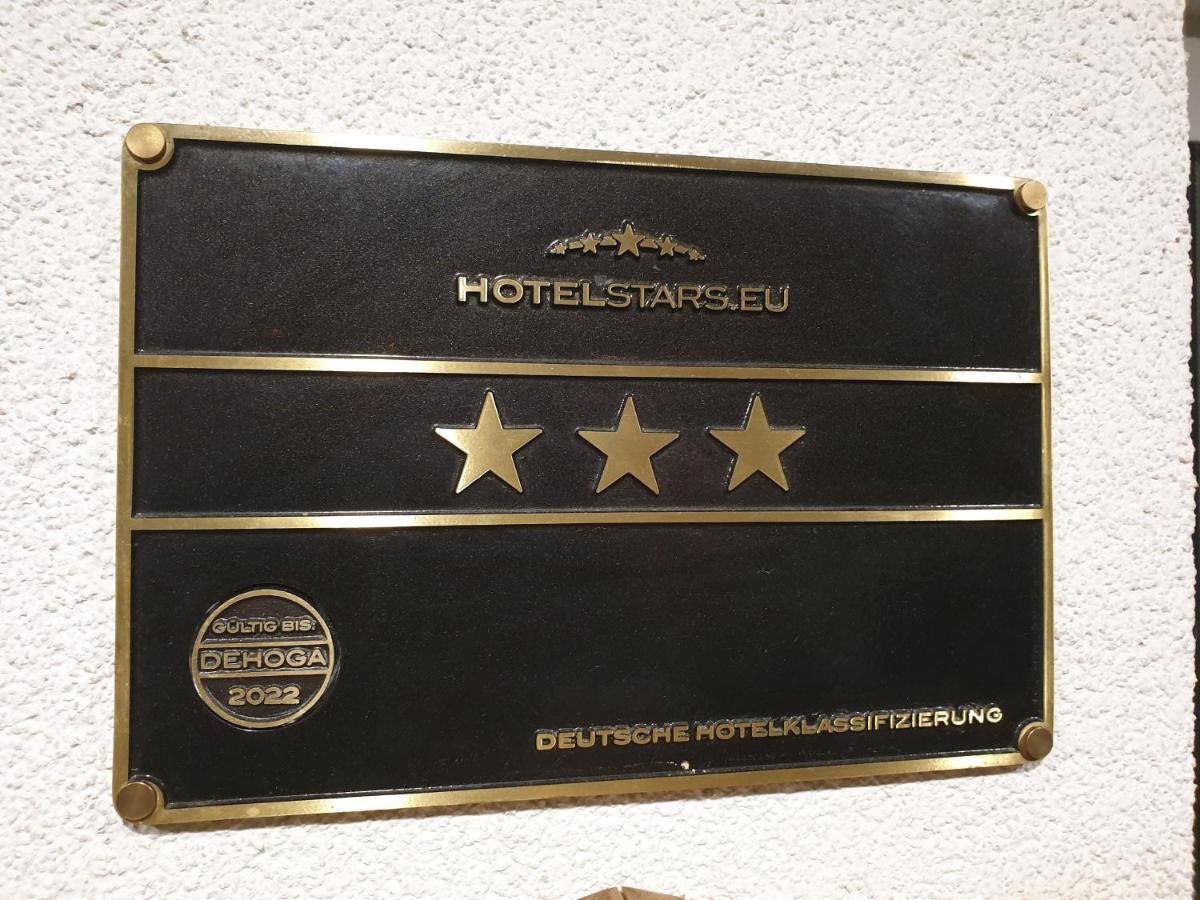 HOTELSTARS.EU
GÜLTIG BIS:
DEHOGA
2022
DEUTSCHE HOTELKLASSIFIZIERUNG